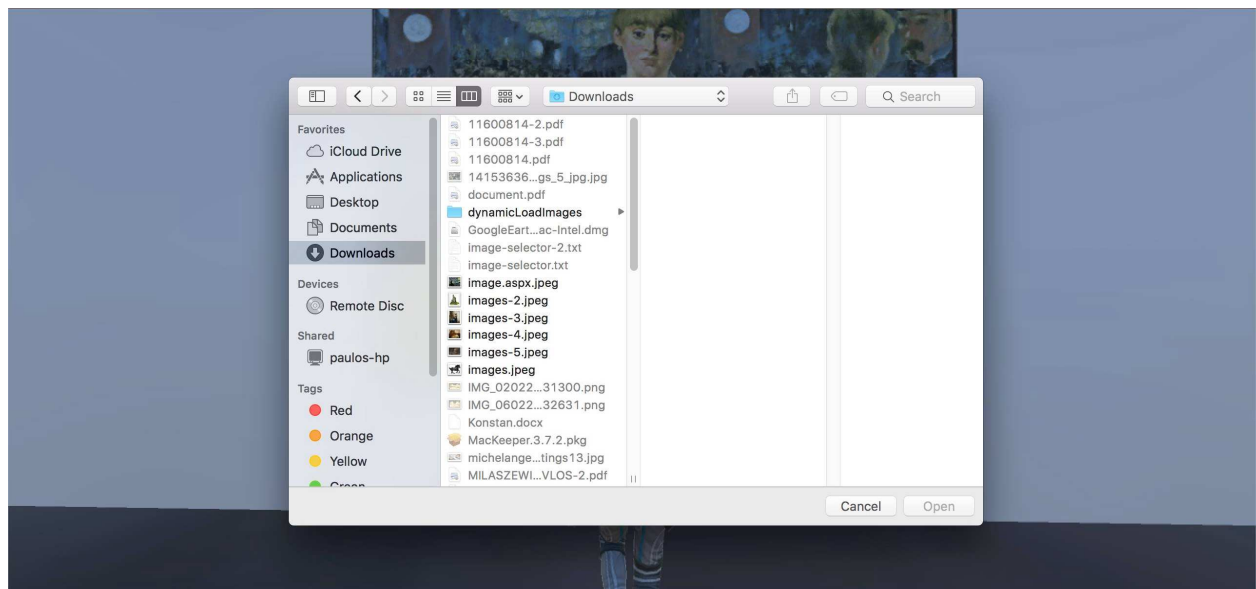 Downloads
Search
Favorites
iCloud Drive
Applications
Desktop
Documents
Downloads
Devices
Remote Disc
Shared
paulos-hp
Tags
Red
Orange
Yellow
Green
11600814-2.pdf
11600814-3.pdf
11600814.pdf
14153636...gs_5_jpg.jpg
document.pdf
dynamicLoadImages
GoogleEart...ac-Intel.dmg
image-selector-2.txt
image-selector.txt
image.aspx.jpeg
images-2.jpeg
images-3.jpeg
images-4.jpeg
images-5.jpeg
images.jpeg
IMG_02022...31300.png
IMG_06022...32631.png
Konstan.docx
MacKeeper.3.7.2.pkg
michelange...tings13.jpg
MILASZEWI...VLOS-2.pdf
Cancel
Open